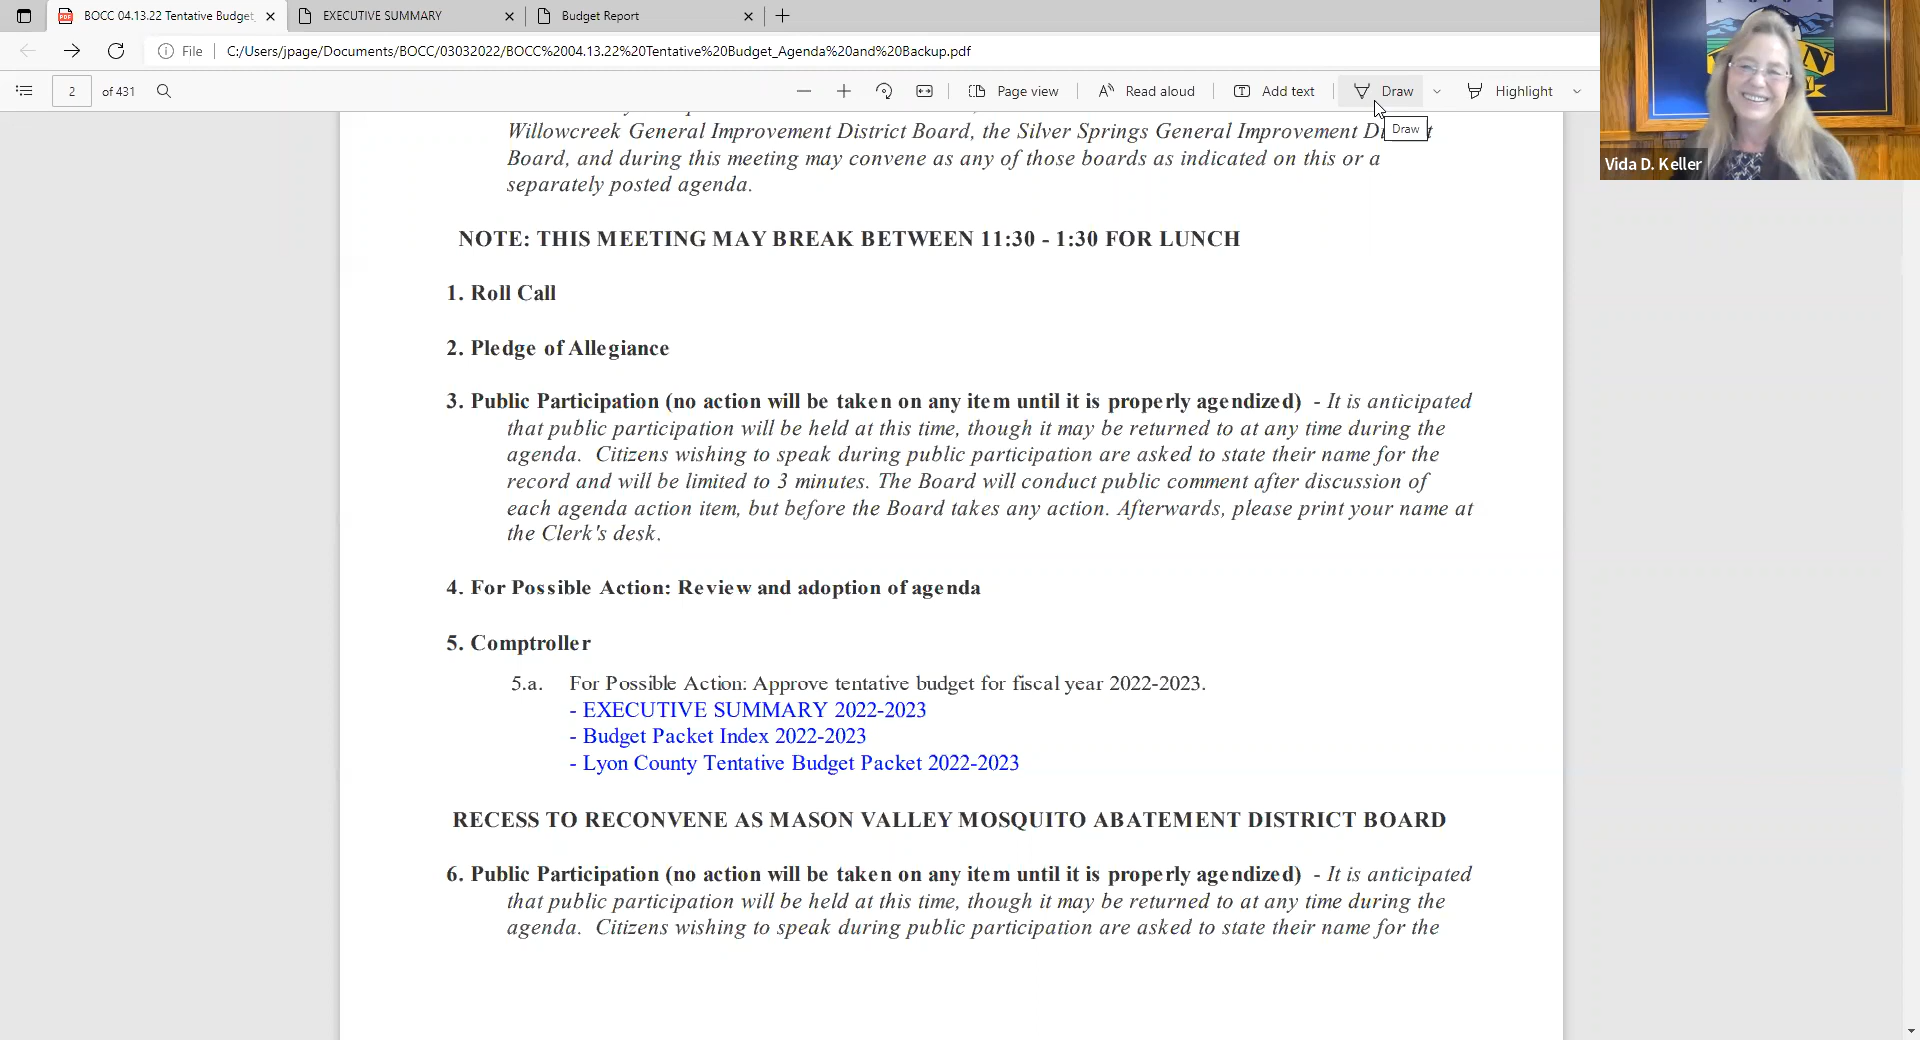 BOCC 04.13.22 Tentative Budget
EXECUTIVE SUMMARY
Budget Report
File
C:/Users/jpage/Documents/BOCC/03032022/BOCC%2004.13.22%20Tentative%20Budget_Agenda%20and%20Backup.pdf
2 of 431
Page view
Read aloud
Add text
Draw
Highlight
Draw
Vida D. Keller
Willowcreek General Improvement District Board, the Silver Springs General Improvement
Board, and during this meeting may convene as any of those boards as indicated on this or a
separately posted agenda.
NOTE: THIS MEETING MAY BREAK BETWEEN 11:30 - 1:30 FOR LUNCH
1. Roll Call
2. Pledge of Allegiance
3. Public Participation (no action will be taken on any item until it is properly agendized) - It is anticipated
that public participation will be held at this time, though it may be returned to at any time during the
agenda. Citizens wishing to speak during public participation are asked to state their name for the
record and will be limited to 3 minutes. The Board will conduct public comment after discussion of
each agenda action item, but before the Board takes any action. Afterwards, please print your name at
the Clerk's desk.
4. For Possible Action: Review and adoption of agenda
5. Comptroller
5.a. For Possible Action: Approve tentative budget for fiscal year 2022-2023.
- EXECUTIVE SUMMARY 2022-2023
- Budget Packet Index 2022-2023
- Lyon County Tentative Budget Packet 2022-2023
RECESS TO RECONVENE AS MASON VALLEY MOSQUITO ABATEMENT DISTRICT BOARD
6. Public Participation (no action will be taken on any item until it is properly agendized) - It is anticipated
that public participation will be held at this time, though it may be returned to at any time during the
agenda. Citizens wishing to speak during public participation are asked to state their name for the